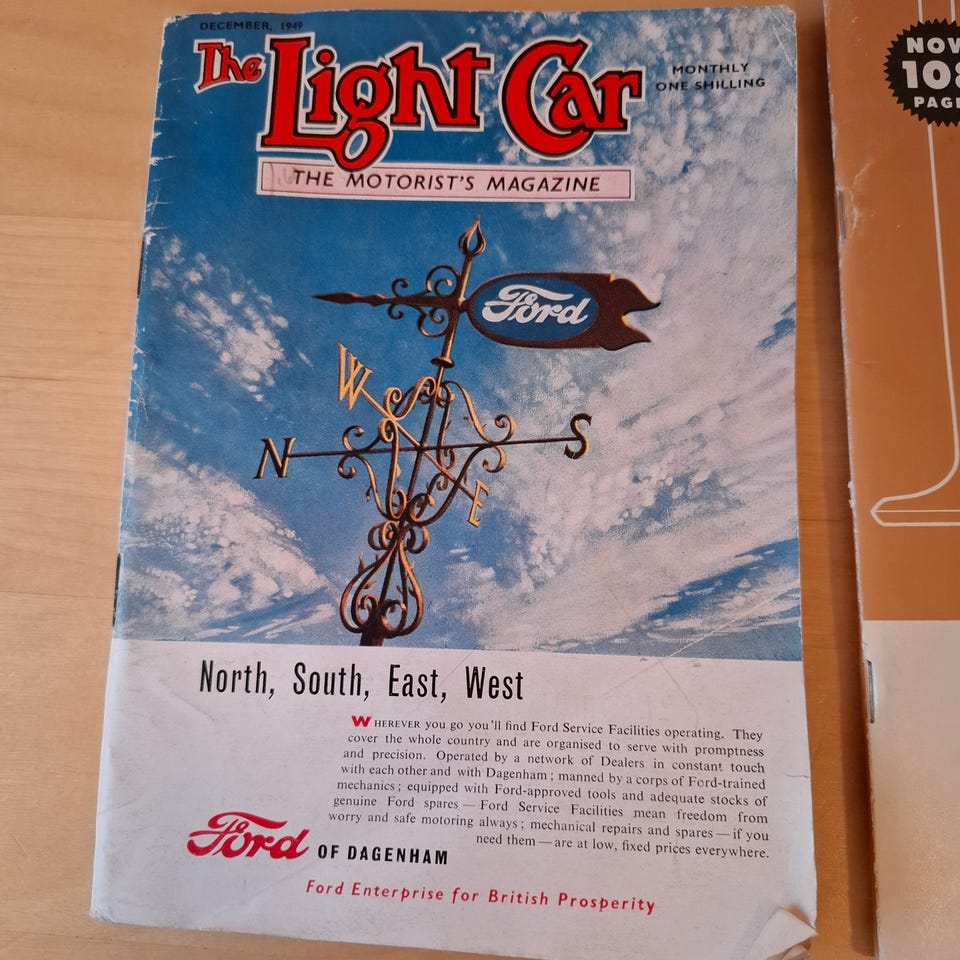 DECEMBER, 1949
The Light Car
MONTHLY
ONE SHILLING
THE MOTORIST'S MAGAZINE
Ford
W
N S
E
North, South, East, West
WHEREVER you go you'll find Ford Service Facilities operating. They
cover the whole country and are organised to serve with promptness
and precision. Operated by a network of Dealers in constant touch
with each other and with Dagenham; manned by a corps of Ford-trained
mechanics; equipped with Ford-approved tools and adequate stocks of
genuine Ford spares — Ford Service Facilities mean freedom from
worry and safe motoring always; mechanical repairs and spares — if you
need them — are at low, fixed prices everywhere.
Ford OF DAGENHAM
Ford Enterprise for British Prosperity